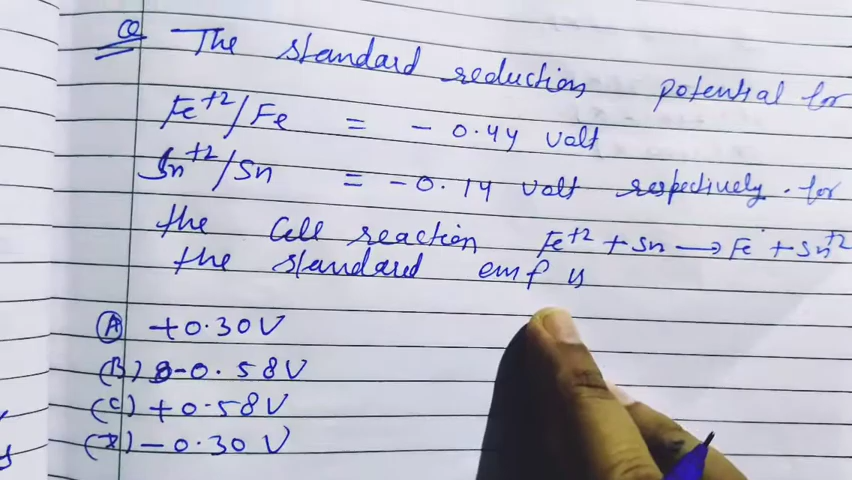 Q The standard reduction potential for
Fe+2/Fe = - 0.44 volt
Sn+2/Sn = -0.14 volt respectively. for
the Cell reaction Fe+2 + Sn → Fe + Sn+2
the standard emf is
(A) +0.30V
(B) -0.58V
(C) +0.58V
(D) -0.30V